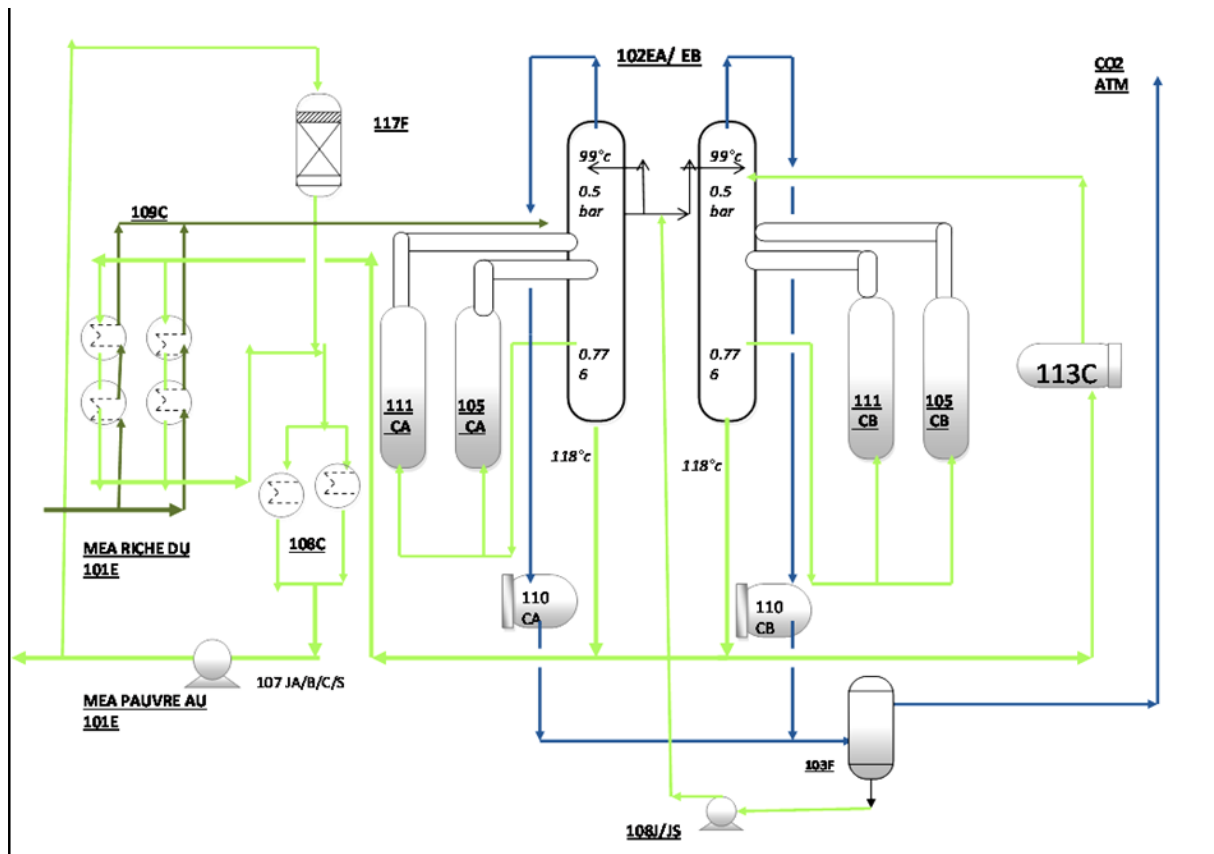 102EA/ EB
CO2
ATM
117F
99°c
99°c
0.5
bar
0.5
bar
109C
0.77
6
0.77
6
113C
111
CA
105
CA
111
CB
105
CB
118°c
118°c
108C
MEA RICHE DU
101E
110
CA
110
CB
107 JA/B/C/S
MEA PAUVRE AU
101E
103F
108J/JS